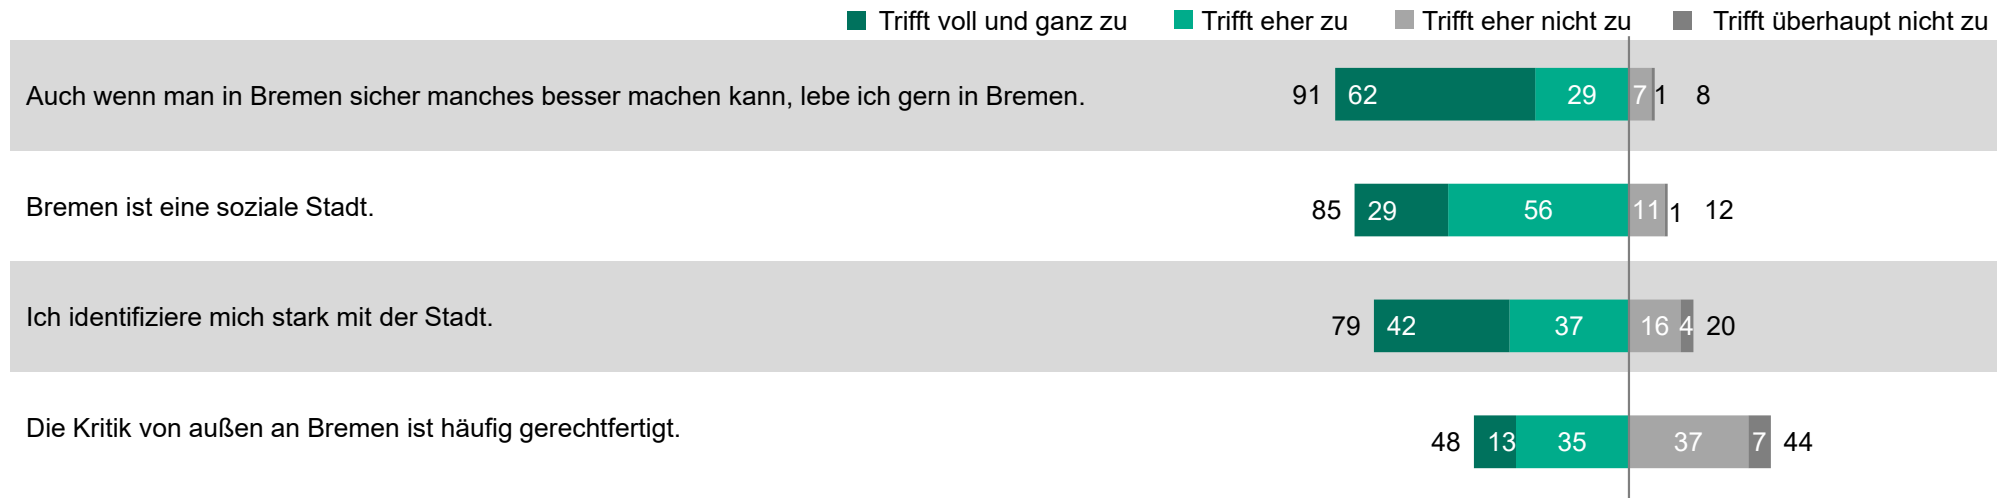 Trifft voll und ganz zu Trifft eher zu Trifft eher nicht zu Trifft überhaupt nicht zu
Auch wenn man in Bremen sicher manches besser machen kann, lebe ich gern in Bremen. 91 62 29 7 1 8
Bremen ist eine soziale Stadt. 85 29 56 11 1 12
Ich identifiziere mich stark mit der Stadt. 79 42 37 16 4 20
Die Kritik von außen an Bremen ist häufig gerechtfertigt. 48 13 35 37 7 44